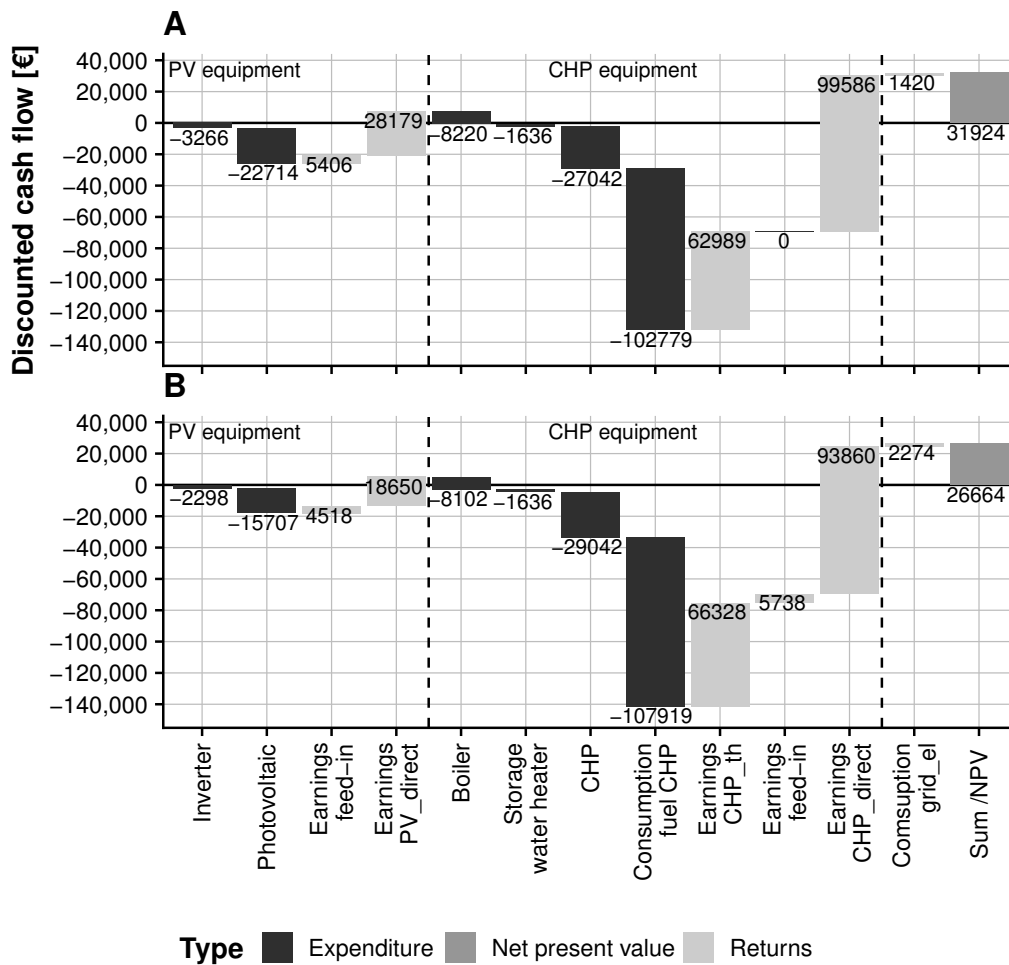 A
Discounted cash flow [€]
PV equipment
CHP equipment
40,000
20,000
0
−20,000
−40,000
−60,000
−80,000
−100,000
−120,000
−140,000
−3266
−22714
5406
28179
−8220
−1636
−27042
−102779
62989
0
99586
1420
31924
B
PV equipment
CHP equipment
40,000
20,000
0
−20,000
−40,000
−60,000
−80,000
−100,000
−120,000
−140,000
−2298
−15707
4518
18650
−8102
−1636
−29042
−107919
66328
5738
93860
2274
26664
Inverter
Photovoltaic
Earnings
feed−in
Earnings
PV_direct
Boiler
Storage
water heater
CHP
Consumption
fuel CHP
Earnings
CHP_th
Earnings
feed−in
Earnings
CHP_direct
Comsuption
grid_el
Sum /NPV
Type
Expenditure
Net present value
Returns